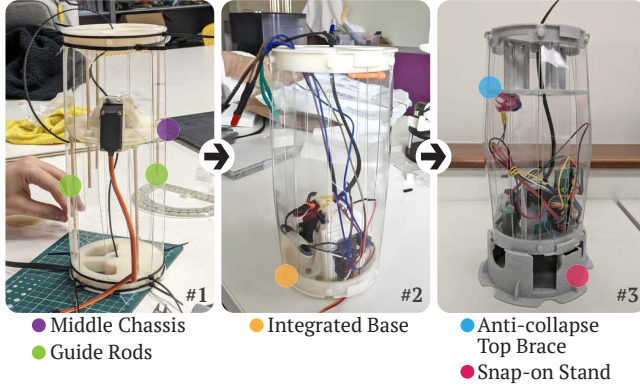 #1
#2
#3
Middle Chassis
Guide Rods
Integrated Base
Anti-collapse
Top Brace
Snap-on Stand